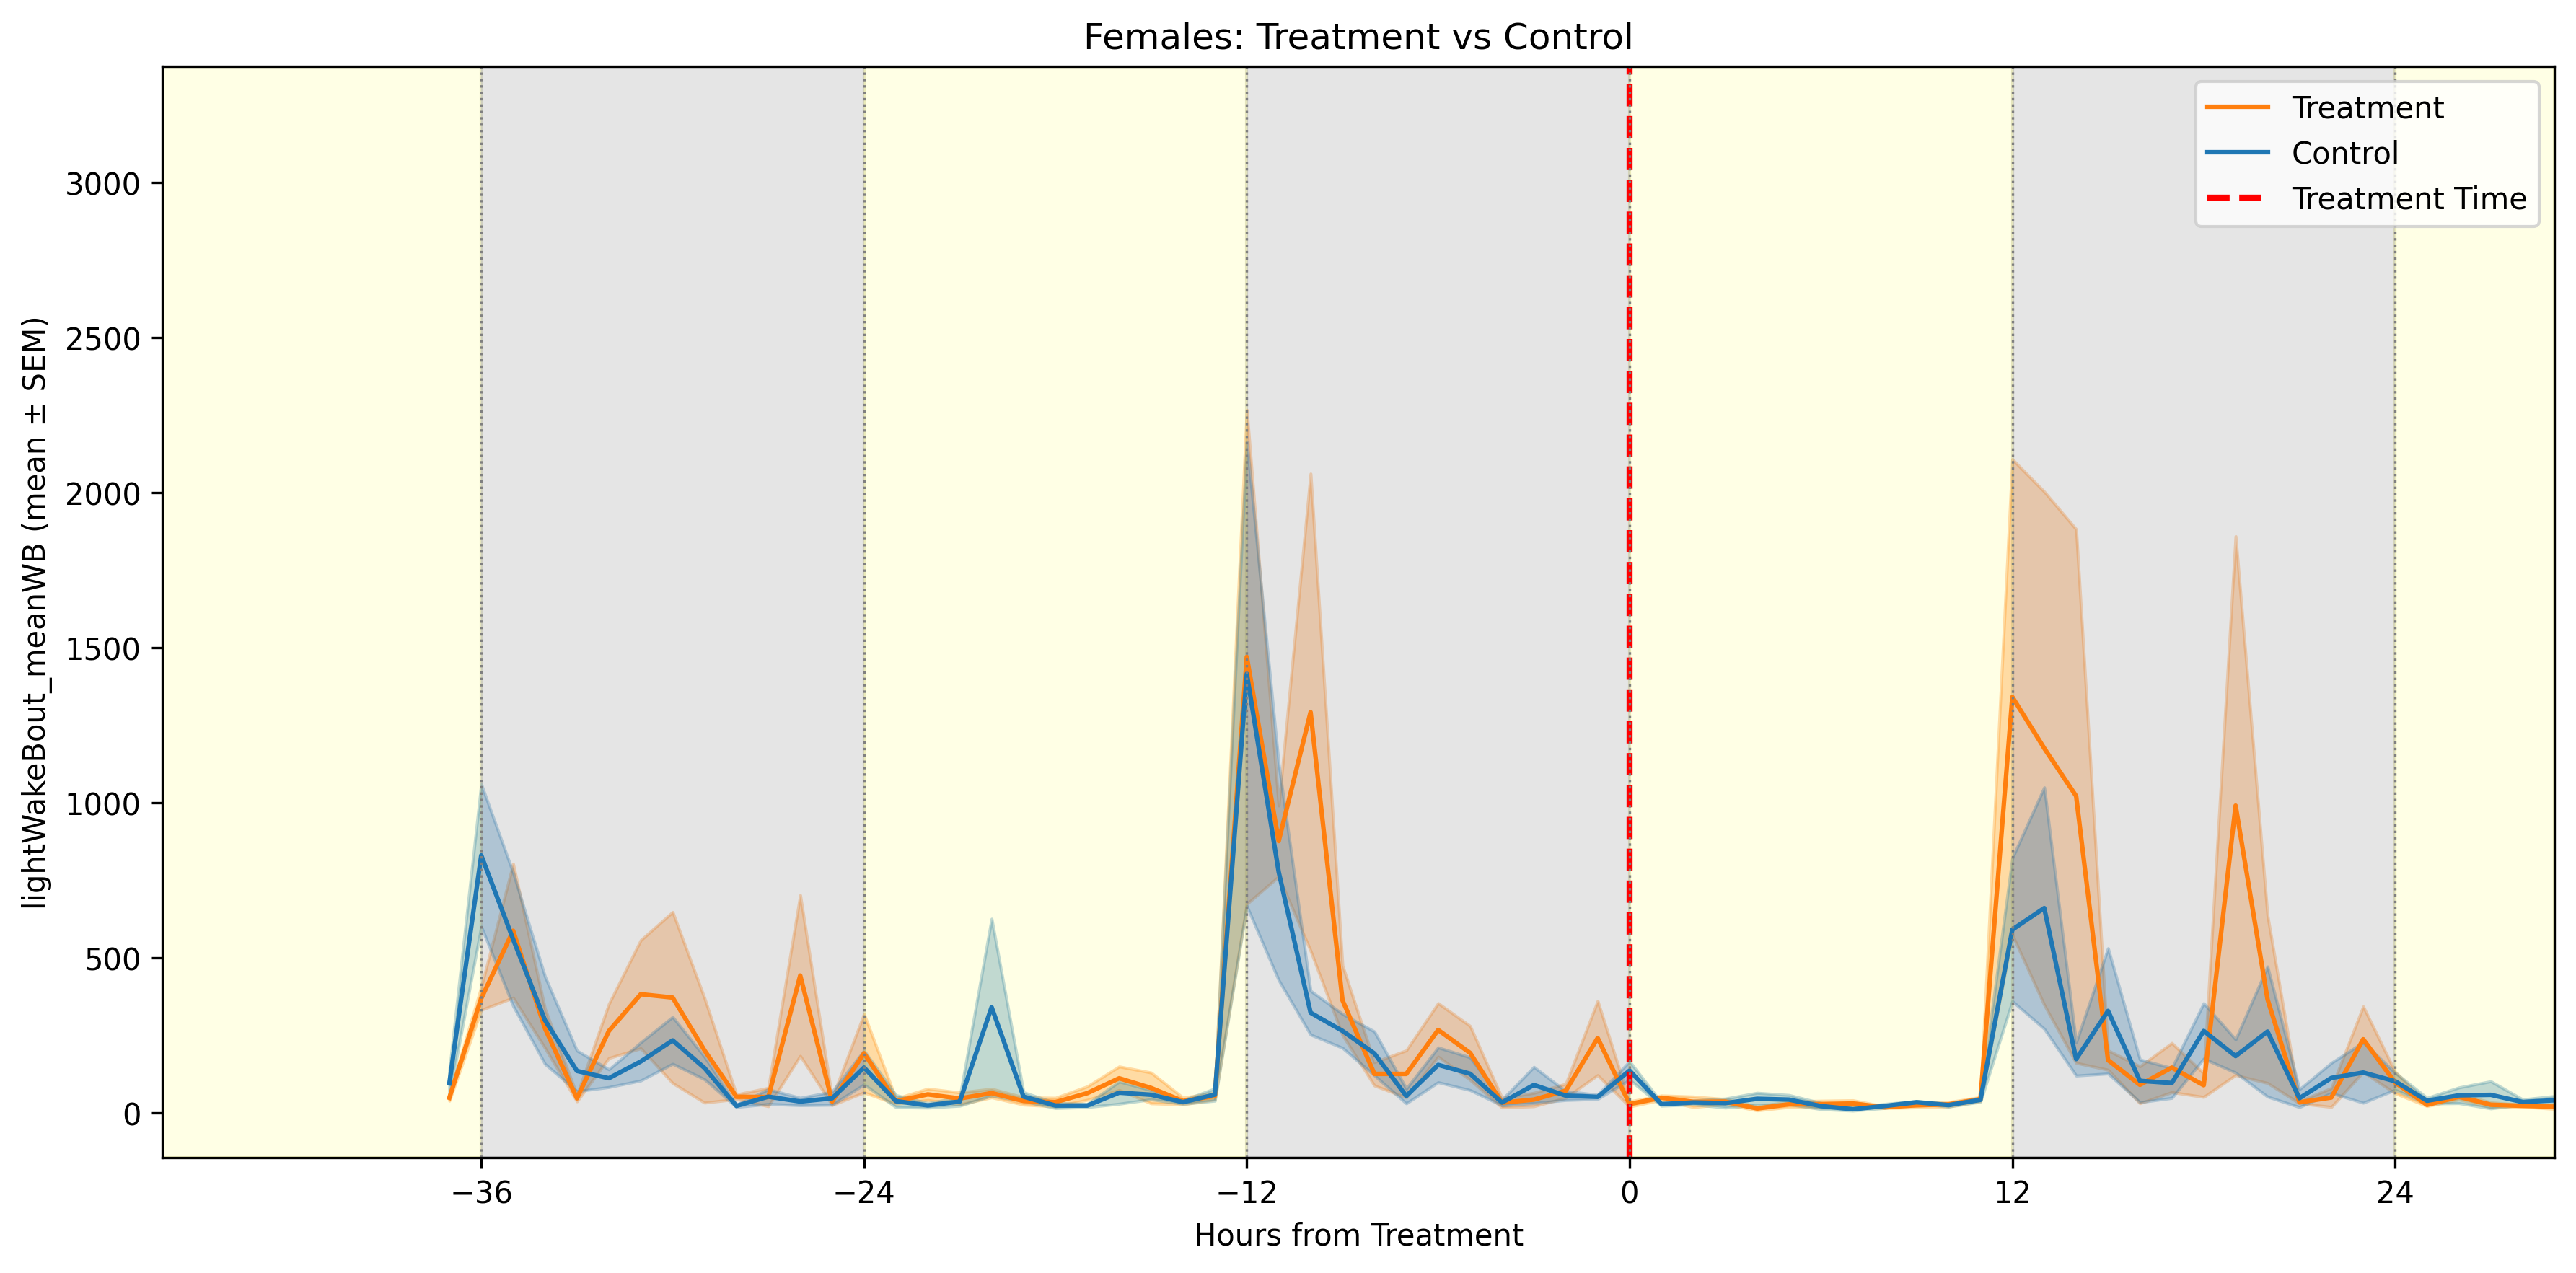 Females: Treatment vs Control
Treatment
Control
Treatment Time
lightWakeBout_meanWB (mean ± SEM)
3000
2500
2000
1500
1000
500
0
−36
−24
−12
0
12
24
Hours from Treatment